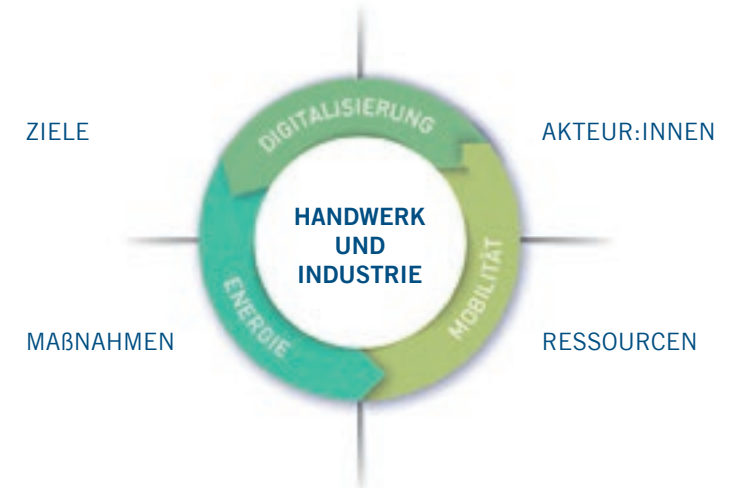 DIGITALISIERUNG
ZIELE
AKTEUR:INNEN
HANDWERK
UND
INDUSTRIE
ENERGIE
MOBILITÄT
MAßNAHMEN
RESSOURCEN